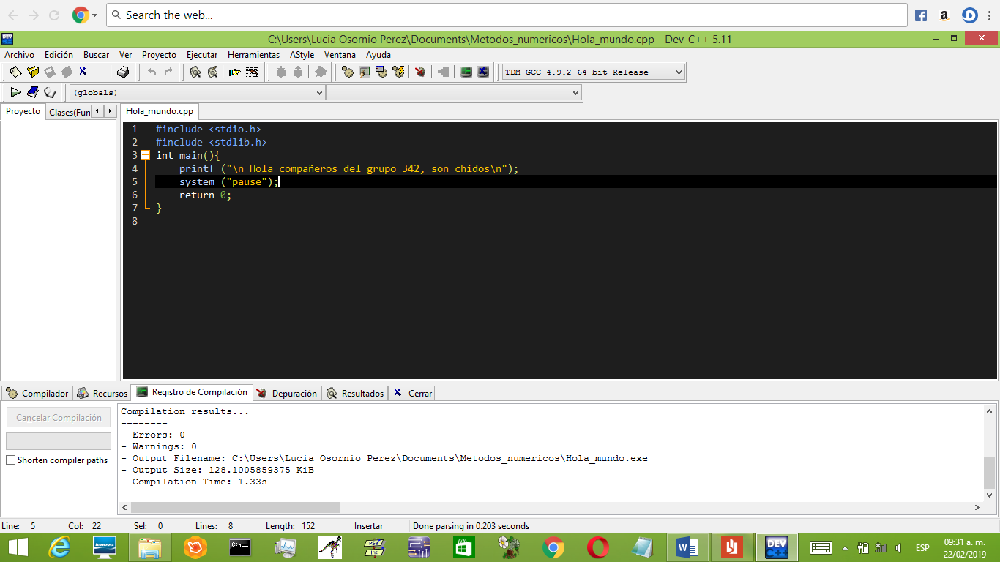 Search the web...
C:\Users\Lucia Osornio Perez\Documents\Metodos_numericos\Hola_mundo.cpp - Dev-C++ 5.11
Archivo Edición Buscar Ver Proyecto Ejecutar Herramientas AStyle Ventana Ayuda
TDM-GCC 4.9.2 64-bit Release
(globals)
Proyecto Clases(Fun Hola_mundo.cpp
1 #include <stdio.h>
2 #include <stdlib.h>
3 int main(){
4 printf ("\n Hola compañeros del grupo 342, son chidos\n");
5 system ("pause");
6 return 0;
7 }
8
Compilador Recursos Registro de Compilación Depuración Resultados Cerrar
Cancelar Compilación
Shorten compiler paths
Compilation results...
--------
- Errors: 0
- Warnings: 0
- Output Filename: C:\Users\Lucia Osornio Perez\Documents\Metodos_numericos\Hola_mundo.exe
- Output Size: 128.1005859375 KiB
- Compilation Time: 1.33s
Line: 5 Col: 22 Sel: 0 Lines: 8 Length: 152 Insertar Done parsing in 0.203 seconds
lenovo C:\_ PSe Int DEV C++ ESP 09:31 a. m.
22/02/2019